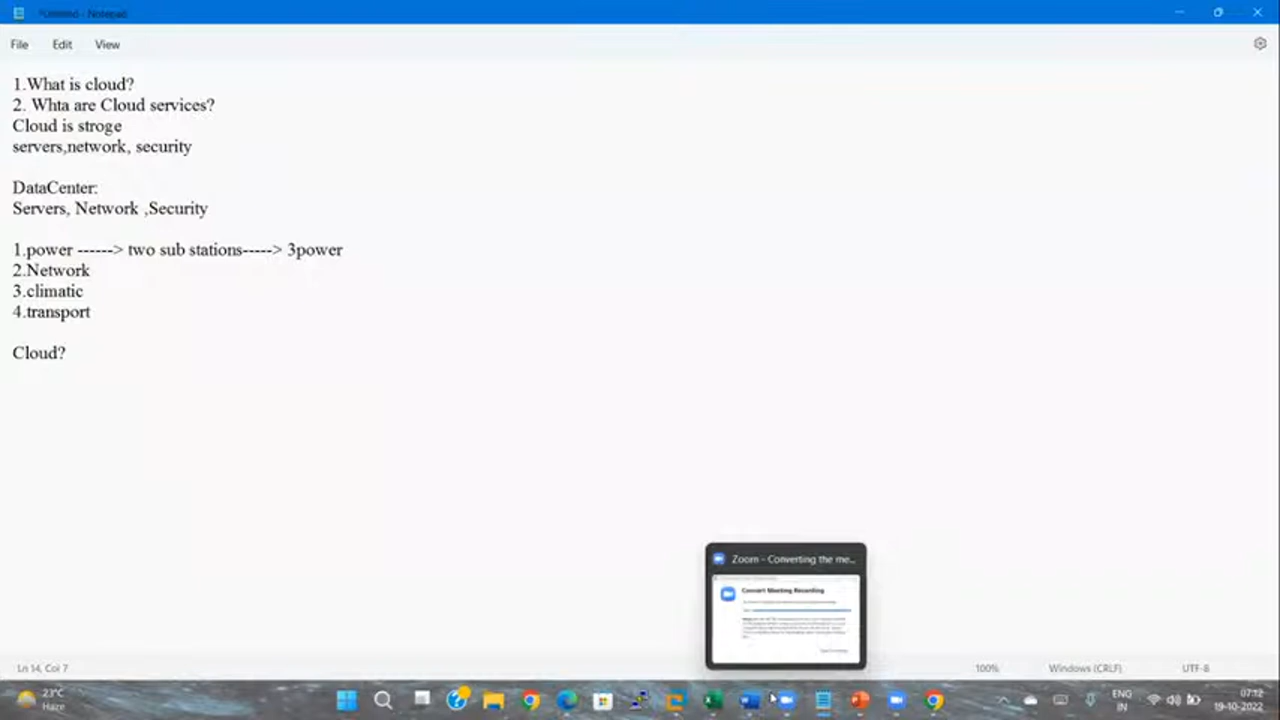 *Untitled - Notepad
File Edit View
1.What is cloud?
2. Whta are Cloud services?
Cloud is stroge
servers,network, security
DataCenter:
Servers, Network ,Security
1.power ------> two sub stations-----> 3power
2.Network
3.climatic
4.transport
Cloud?
Zoom - Converting the me...
Convert Meeting Recording
Ln 14, Col 7
100%
Windows (CRLF)
UTF-8
23°C
Haze
ENG
IN
07:12
19-10-2022